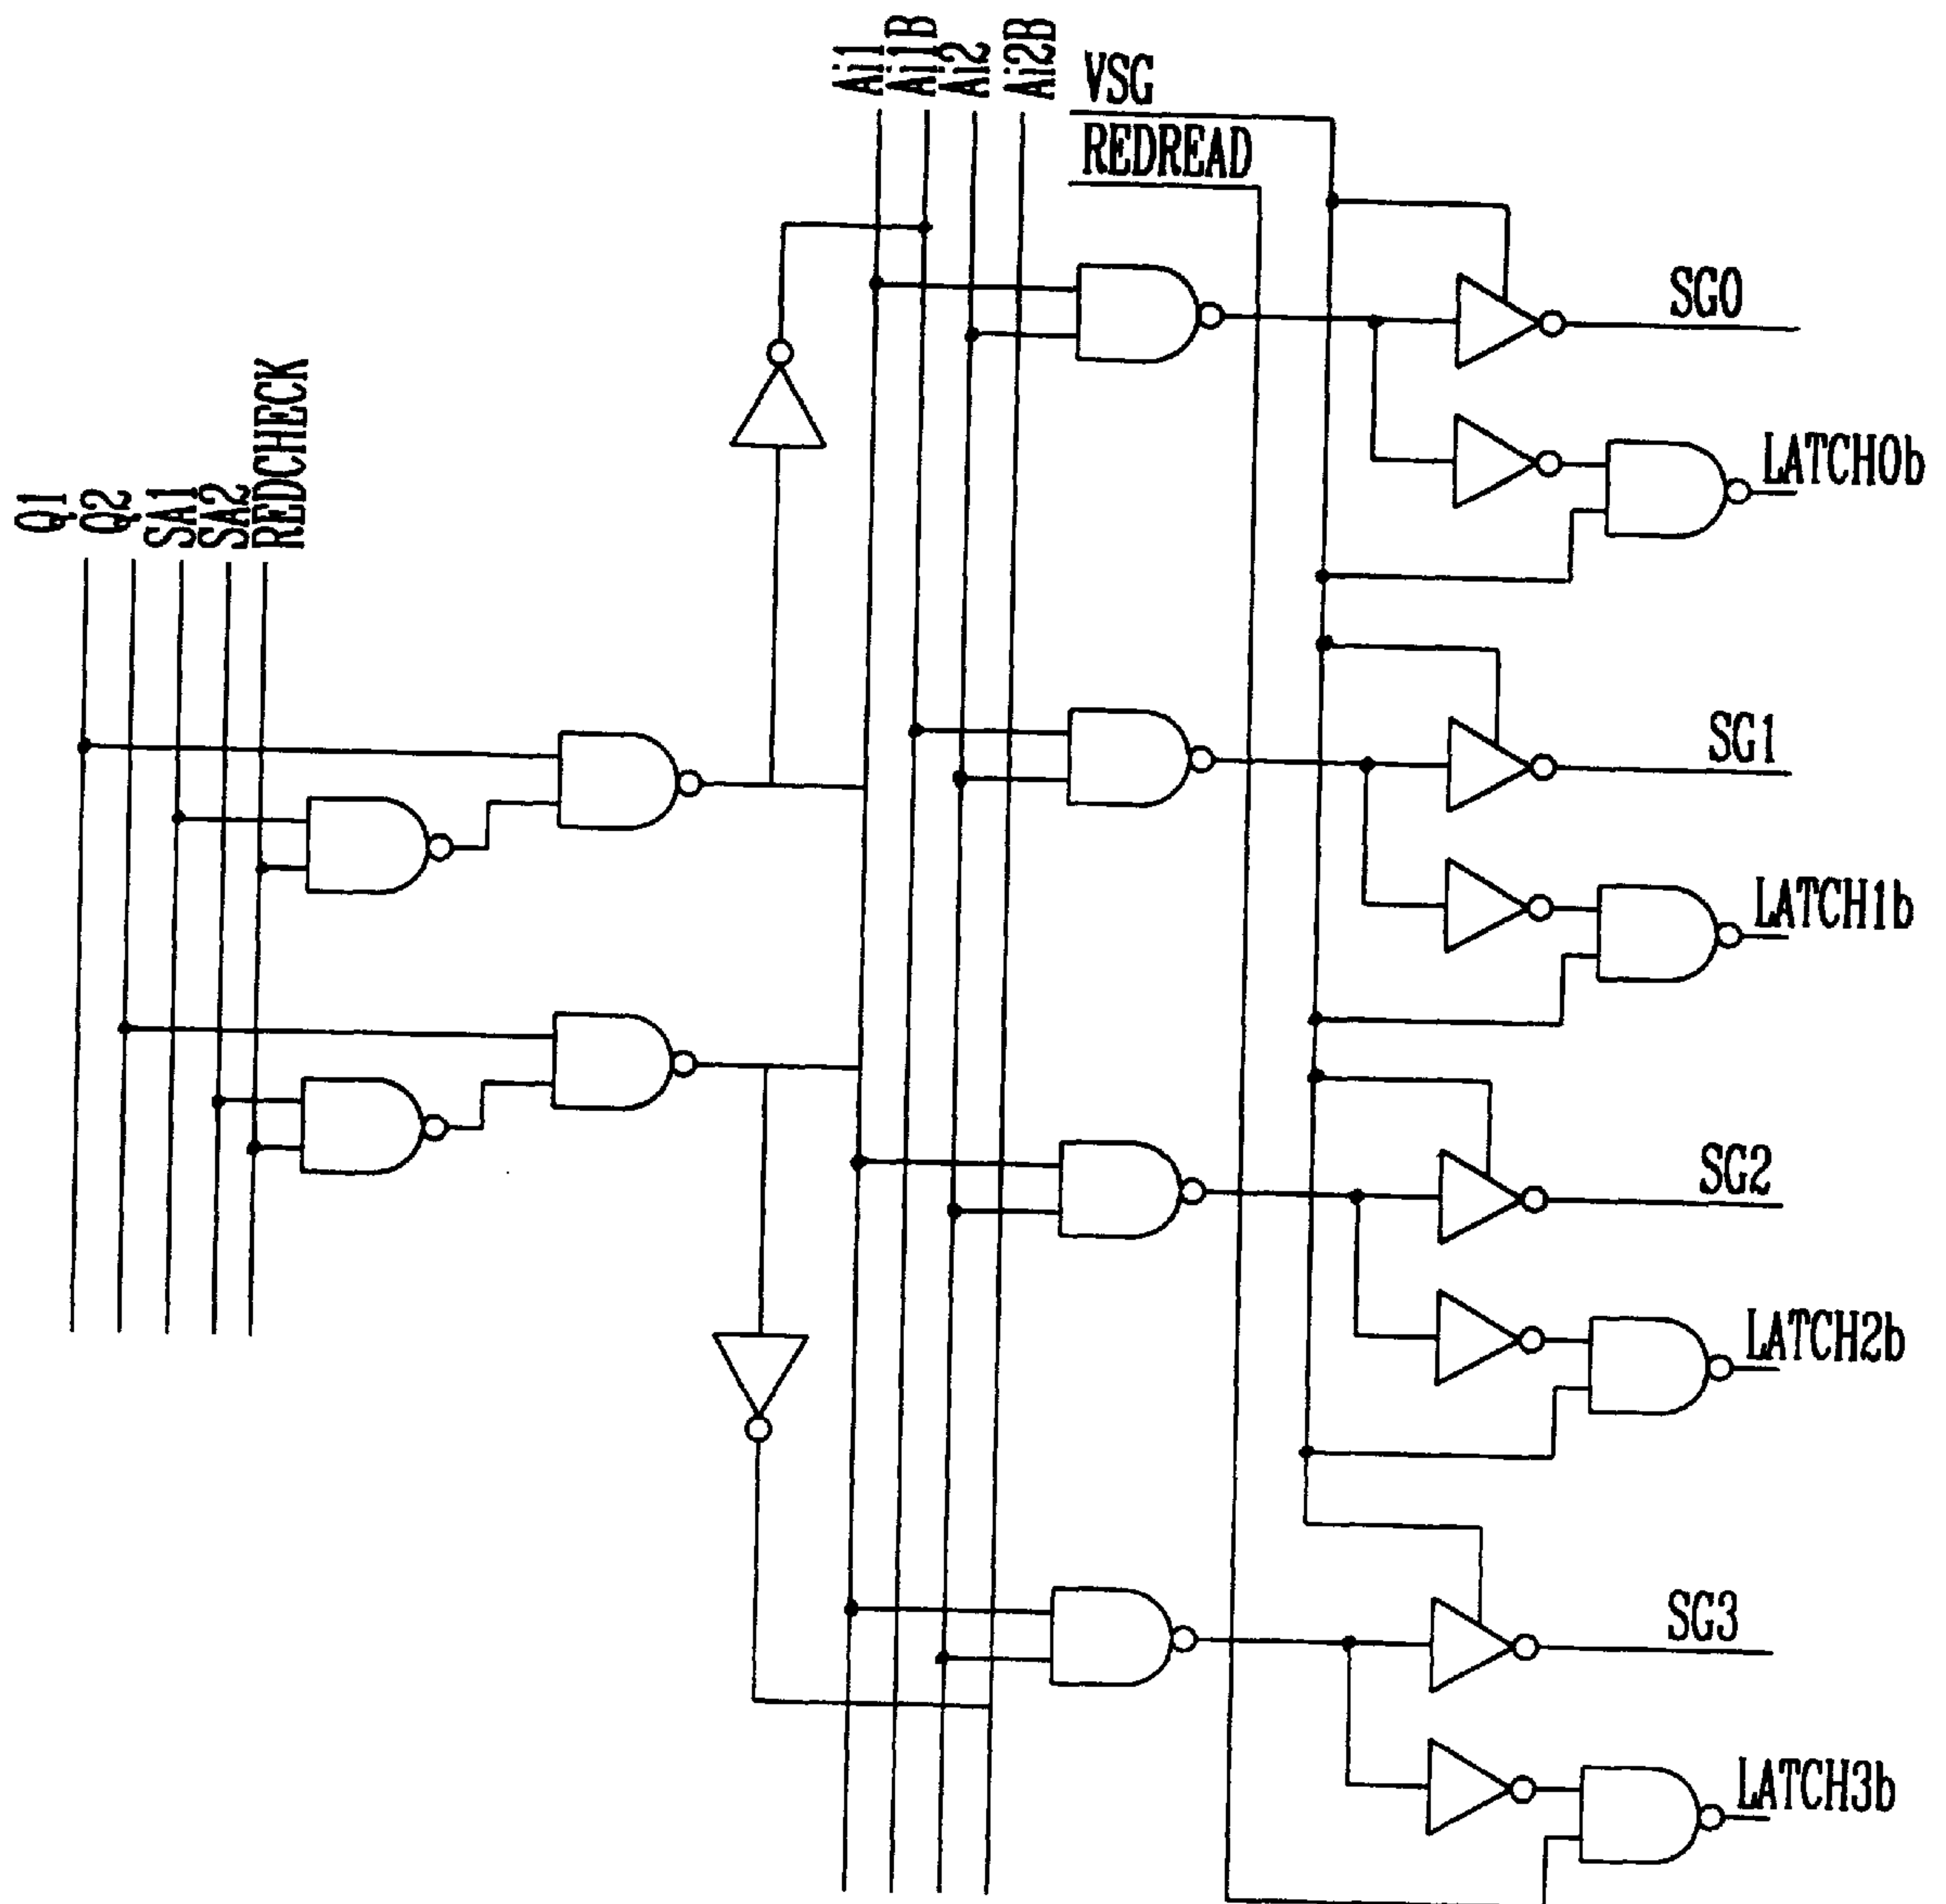 Ai1
Ai1B
Ai2
Ai2B
VSG
REDREAD
SG0
Q1
Q2
SA1
SA2
REDCHECK
LATCH0b
SG1
LATCH1b
SG2
LATCH2b
SG3
LATCH3b